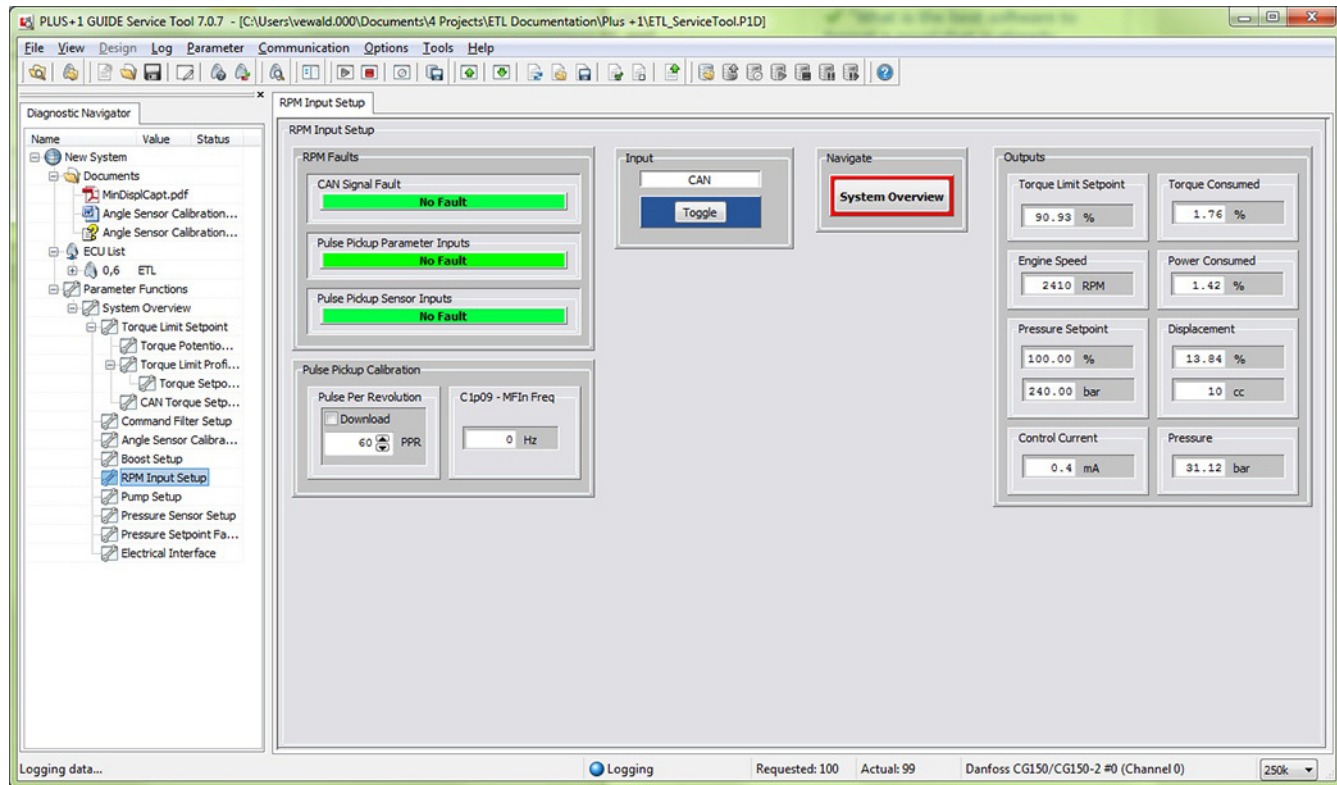 PLUS+1 GUIDE Service Tool 7.0.7 - [C:\Users\vewald.000\Documents\4 Projects\ETL Documentation\Plus +1\ETL_ServiceTool.P1D]
File View Design Log Parameter Communication Options Tools Help
Diagnostic Navigator
Name Value Status
New System
Documents
MinDisplCapt.pdf
Angle Sensor Calibration...
Angle Sensor Calibration...
ECU List
0,6 ETL
Parameter Functions
System Overview
Torque Limit Setpoint
Torque Potentio...
Torque Limit Profi...
Torque Setpo...
CAN Torque Setp...
Command Filter Setup
Angle Sensor Calibra...
Boost Setup
RPM Input Setup
Pump Setup
Pressure Sensor Setup
Pressure Setpoint Fa...
Electrical Interface
RPM Input Setup
RPM Input Setup
RPM Faults
CAN Signal Fault
No Fault
Pulse Pickup Parameter Inputs
No Fault
Pulse Pickup Sensor Inputs
No Fault
Pulse Pickup Calibration
Pulse Per Revolution
Download
60 PPR
C1p09 - MFIn Freq
0 Hz
Input
CAN
Toggle
Navigate
System Overview
Outputs
Torque Limit Setpoint
90.93 %
Torque Consumed
1.76 %
Engine Speed
2410 RPM
Power Consumed
1.42 %
Pressure Setpoint
100.00 %
240.00 bar
Displacement
13.84 %
10 cc
Control Current
0.4 mA
Pressure
31.12 bar
Logging data...
Logging
Requested: 100
Actual: 99
Danfoss CG150/CG150-2 #0 (Channel 0)
250k